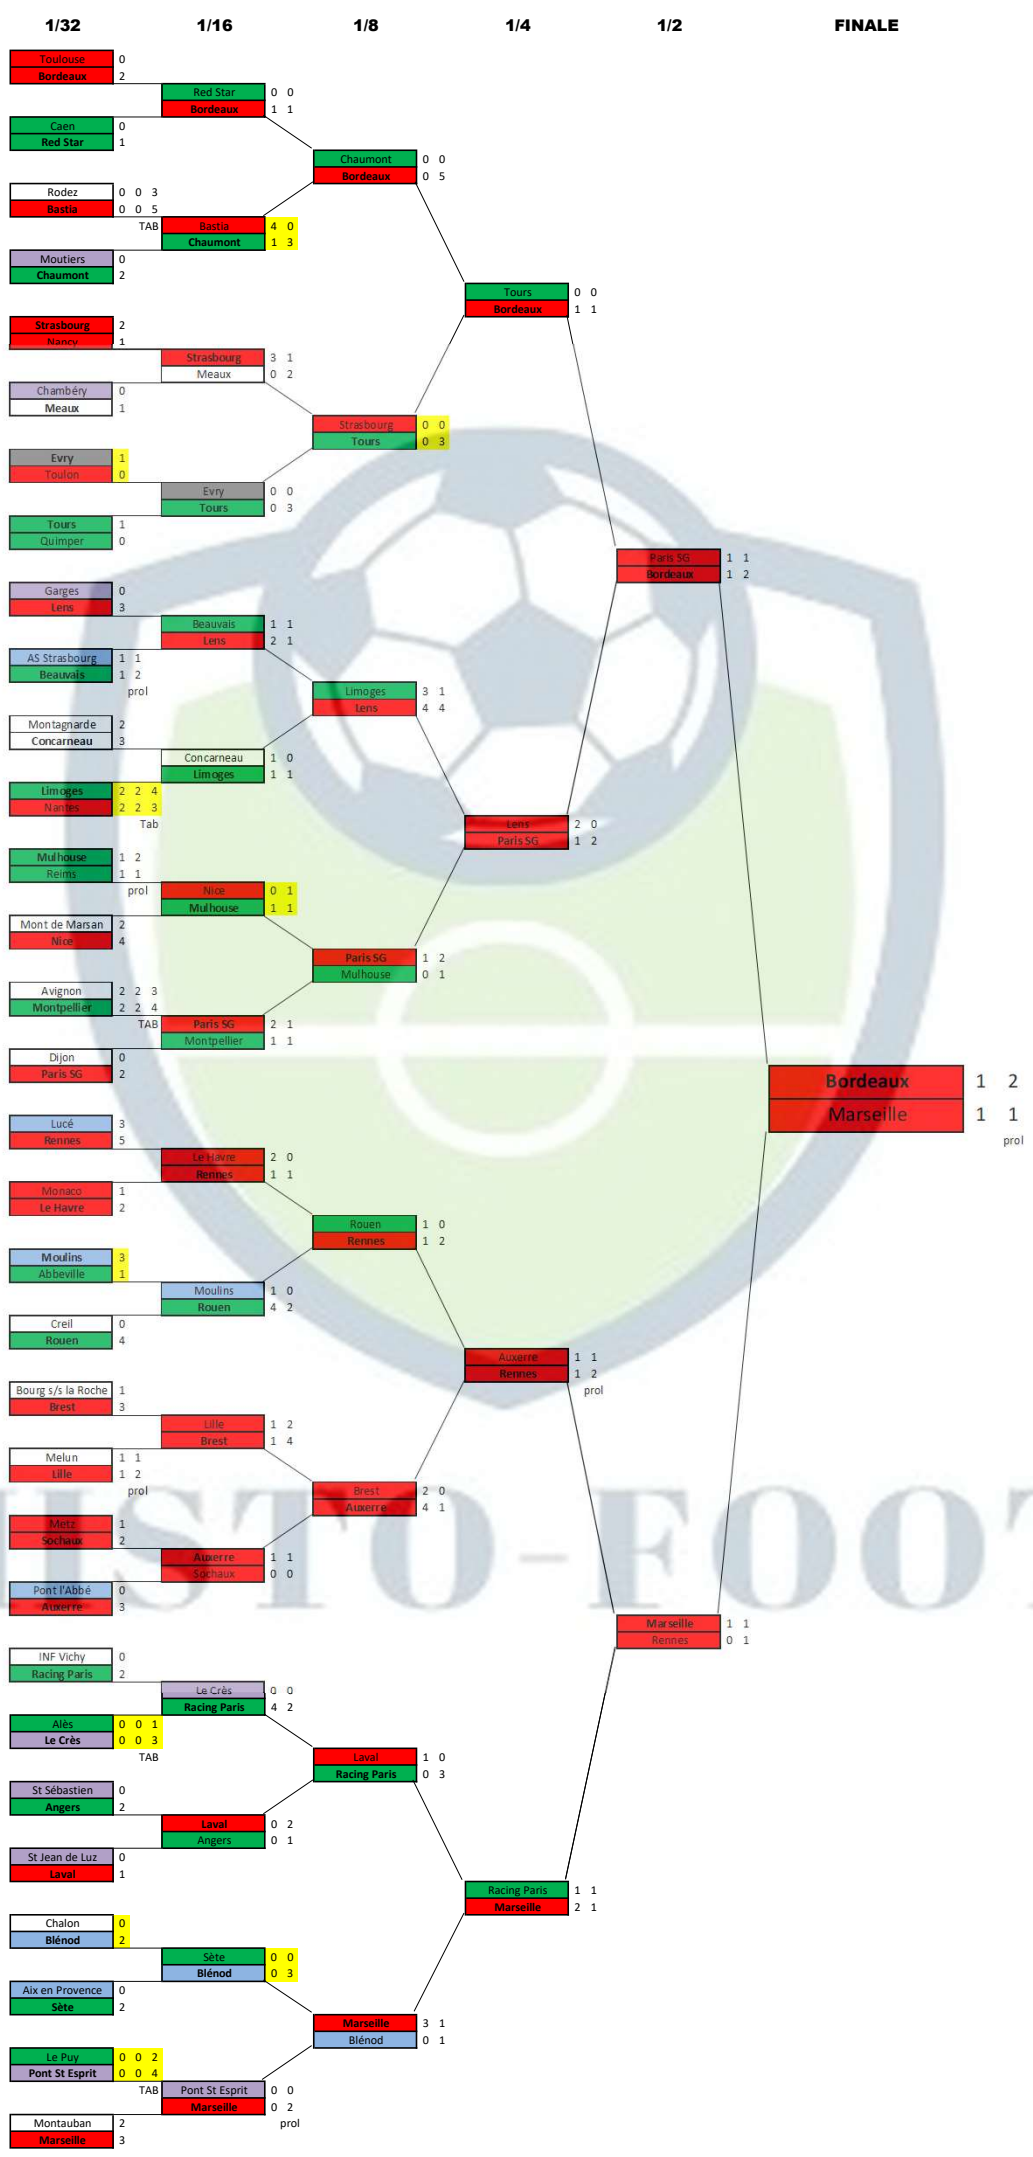 1/32 1/16 1/8 1/4 1/2 FINALE
Toulouse 0
Bordeaux 2
Red Star 0 0
Bordeaux 1 1
Caen 0
Red Star 1
Chaumont 0 0
Bordeaux 0 5
Rodez 0 0 3
Bastia 0 0 5
TAB
Bastia 4 0
Chaumont 1 3
Moutiers 0
Chaumont 2
Tours 0 0
Bordeaux 1 1
Strasbourg 2
Nancy 1
Strasbourg 3 1
Meaux 0 2
Chambéry 0
Meaux 1
Strasbourg 0 0
Tours 0 3
Evry 1
Toulon 0
Evry 0 0
Tours 0 3
Tours 1
Quimper 0
Paris SG 1 1
Bordeaux 1 2
Garges 0
Lens 3
Beauvais 1 1
Lens 2 1
AS Strasbourg 1 1
Beauvais 1 2
prol
Limoges 3 1
Lens 4 4
Montagnarde 2
Concarneau 3
Concarneau 1 0
Limoges 1 1
Limoges 2 2 4
Nantes 2 2 3
Tab
Lens 2 0
Paris SG 1 2
Mulhouse 1 2
Reims 1 1
prol
Nice 0 1
Mulhouse 1 1
Mont de Marsan 2
Nice 4
Paris SG 1 2
Mulhouse 0 1
Avignon 2 2 3
Montpellier 2 2 4
TAB
Paris SG 2 1
Montpellier 1 1
Dijon 0
Paris SG 2
Bordeaux 1 2
Marseille 1 1
prol
Lucé 3
Rennes 5
Le Havre 2 0
Rennes 1 1
Monaco 1
Le Havre 2
Rouen 1 0
Rennes 1 2
Moulins 3
Abbeville 1
Moulins 1 0
Rouen 4 2
Creil 0
Rouen 4
Auxerre 1 1
Rennes 1 2
prol
Bourg s/s la Roche 1
Brest 3
Lille 1 2
Brest 1 4
Melun 1 1
Lille 1 2
prol
Brest 2 0
Auxerre 4 1
HISTO-FOOT
Metz 1
Sochaux 2
Auxerre 1 1
Sochaux 0 0
Pont l'Abbé 0
Auxerre 3
Marseille 1 1
Rennes 0 1
INF Vichy 0
Racing Paris 2
Le Crès 0 0
Racing Paris 4 2
Alès 0 0 1
Le Crès 0 0 3
TAB
Laval 1 0
Racing Paris 0 3
St Sébastien 0
Angers 2
Laval 0 2
Angers 0 1
St Jean de Luz 0
Laval 1
Racing Paris 1 1
Marseille 2 1
Chalon 0
Blénod 2
Sète 0 0
Blénod 0 3
Aix en Provence 0
Sète 2
Marseille 3 1
Blénod 0 1
Le Puy 0 0 2
Pont St Esprit 0 0 4
TAB
Pont St Esprit 0 0
Marseille 0 2
prol
Montauban 2
Marseille 3